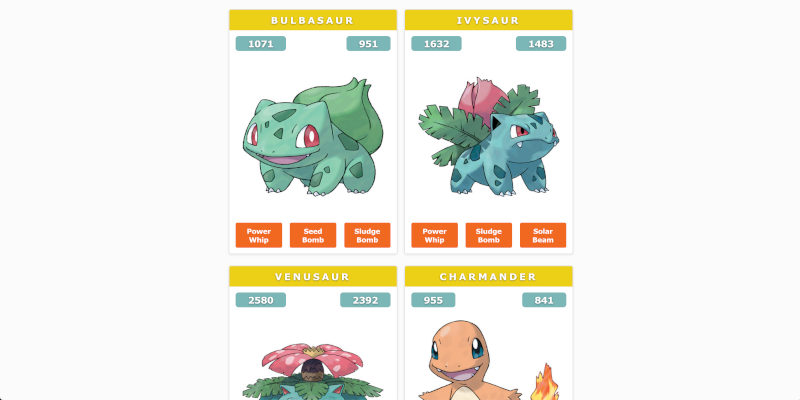 BULBASAUR
1071 951
Power Whip
Seed Bomb
Sludge Bomb
IVYSAUR
1632 1483
Power Whip
Sludge Bomb
Solar Beam
VENUSAUR
2580 2392
CHARMANDER
955 841